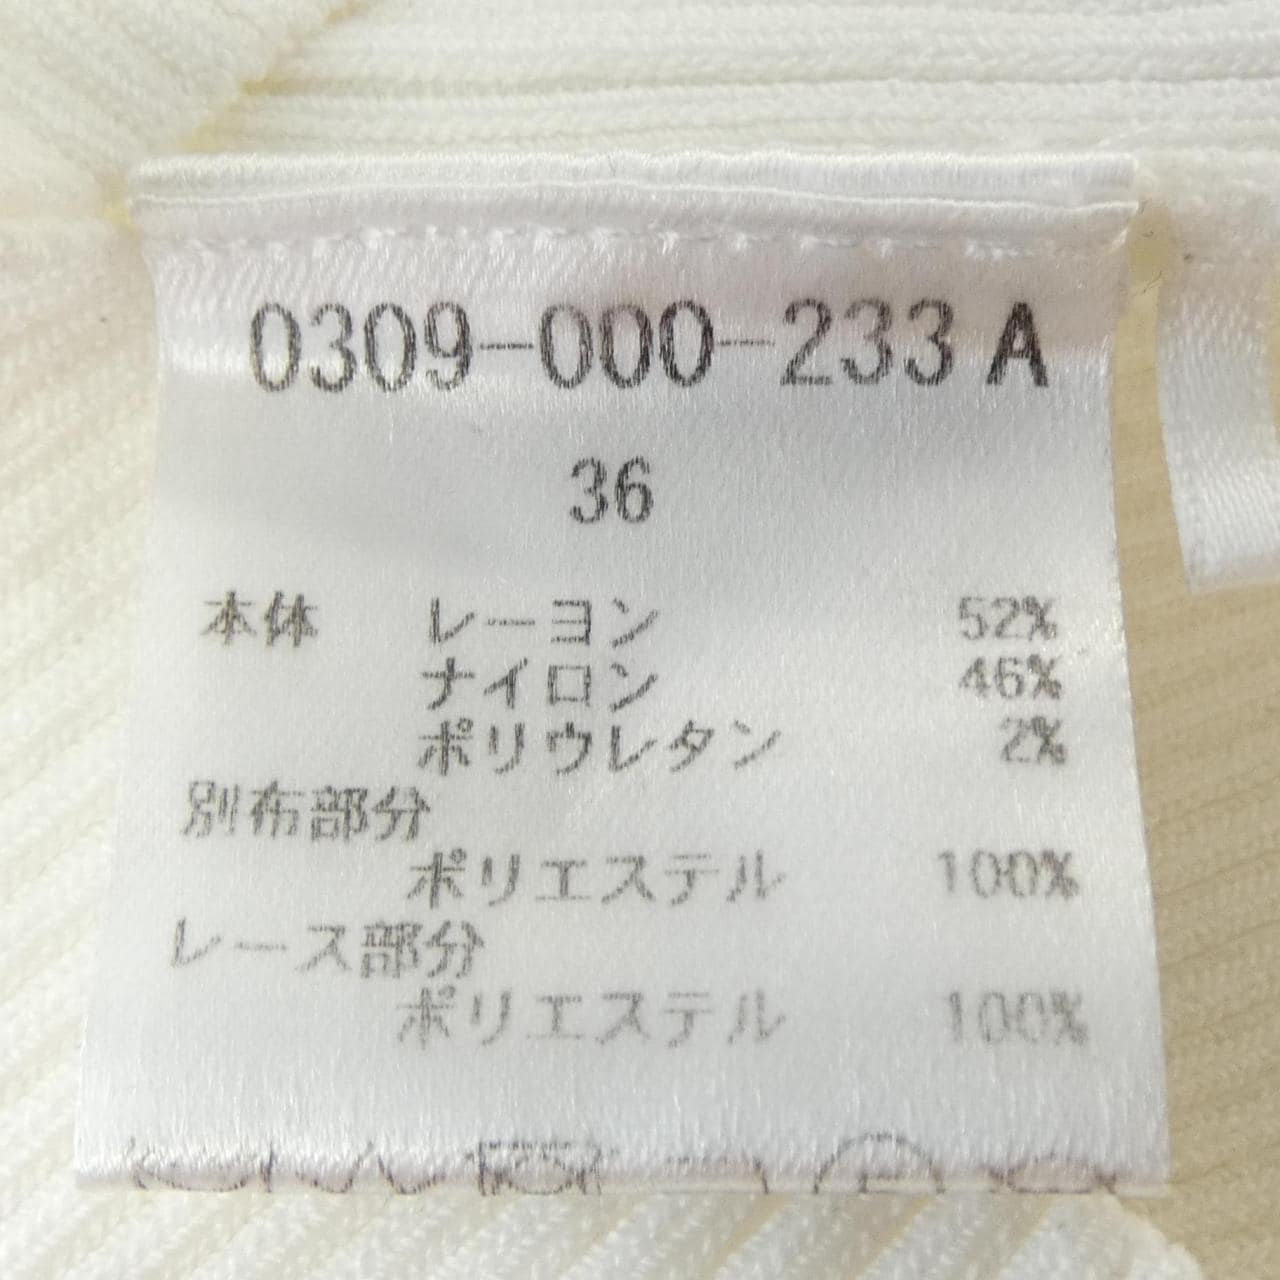 0309-000-233 A
36
本体 レーヨン 52%
ナイロン 46%
ポリウレタン 2%
別布部分
ポリエステル 100%
レース部分
ポリエステル 100%